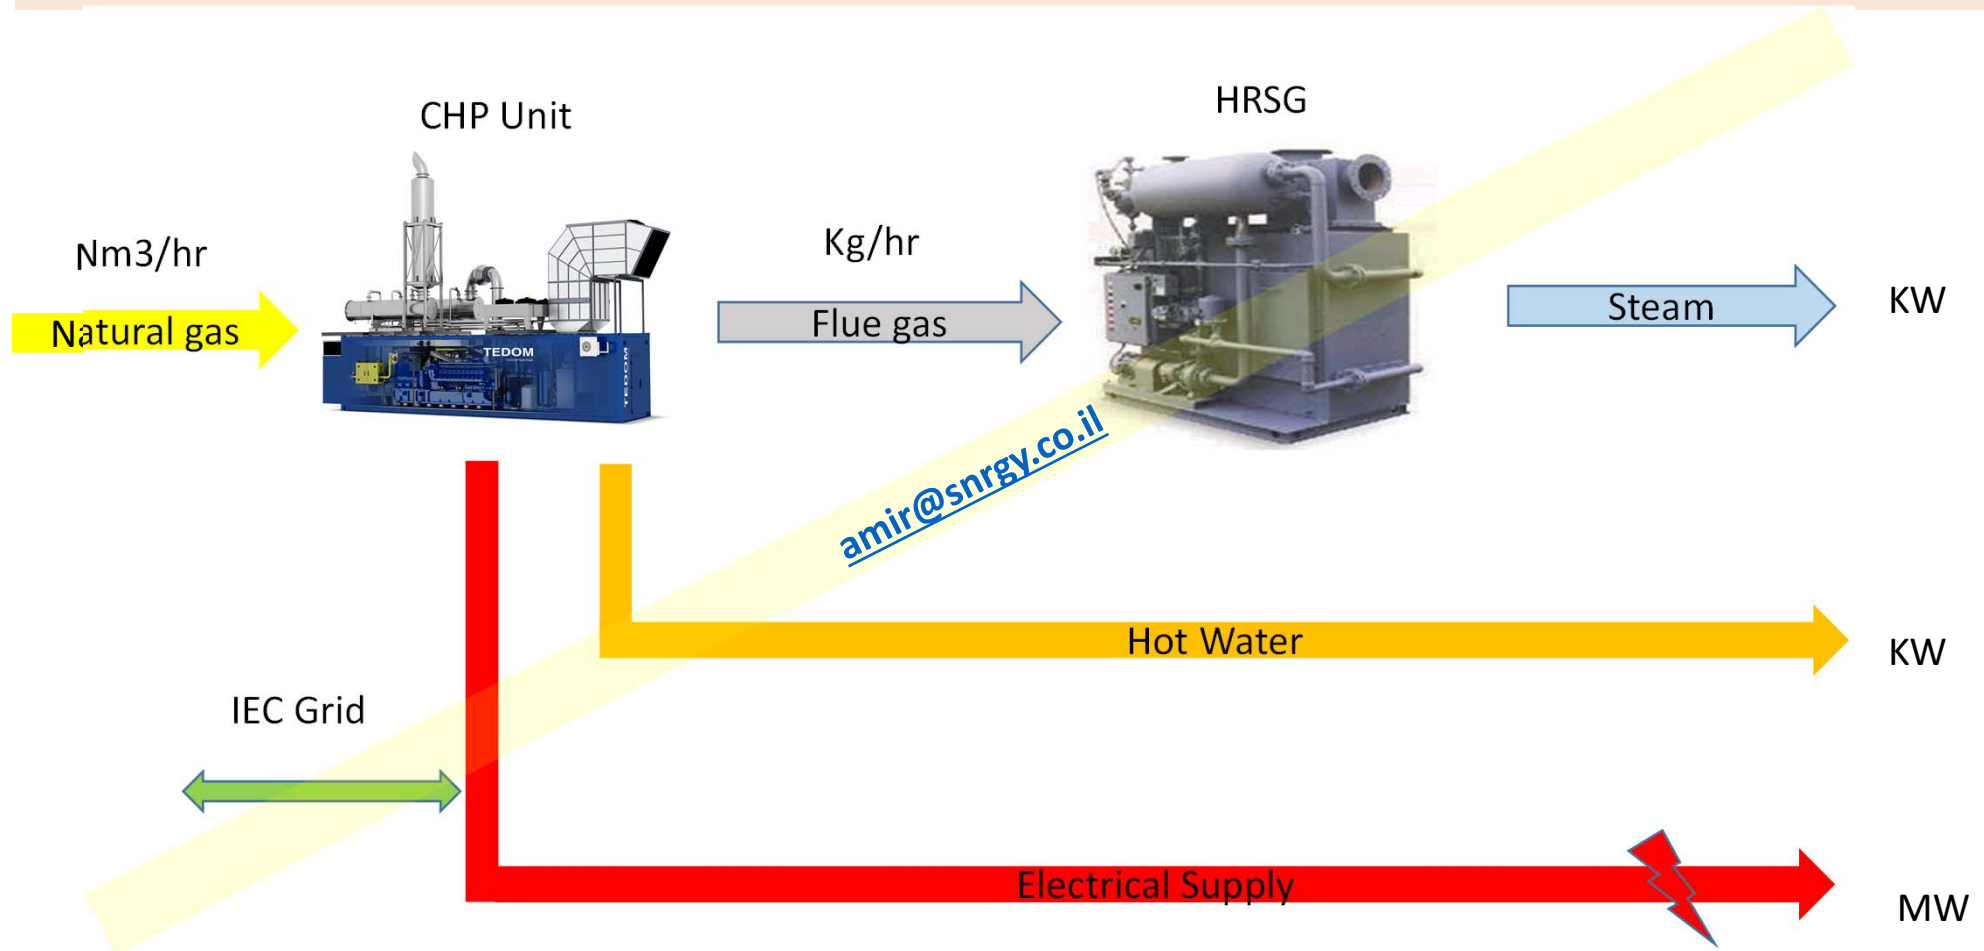 CHP Unit
HRSG
Nm3/hr
Kg/hr
Natural gas
Flue gas
Steam
KW
TEDOM
TEDOM
amir@snrgy.co.il
Hot Water
KW
IEC Grid
Electrical Supply
MW